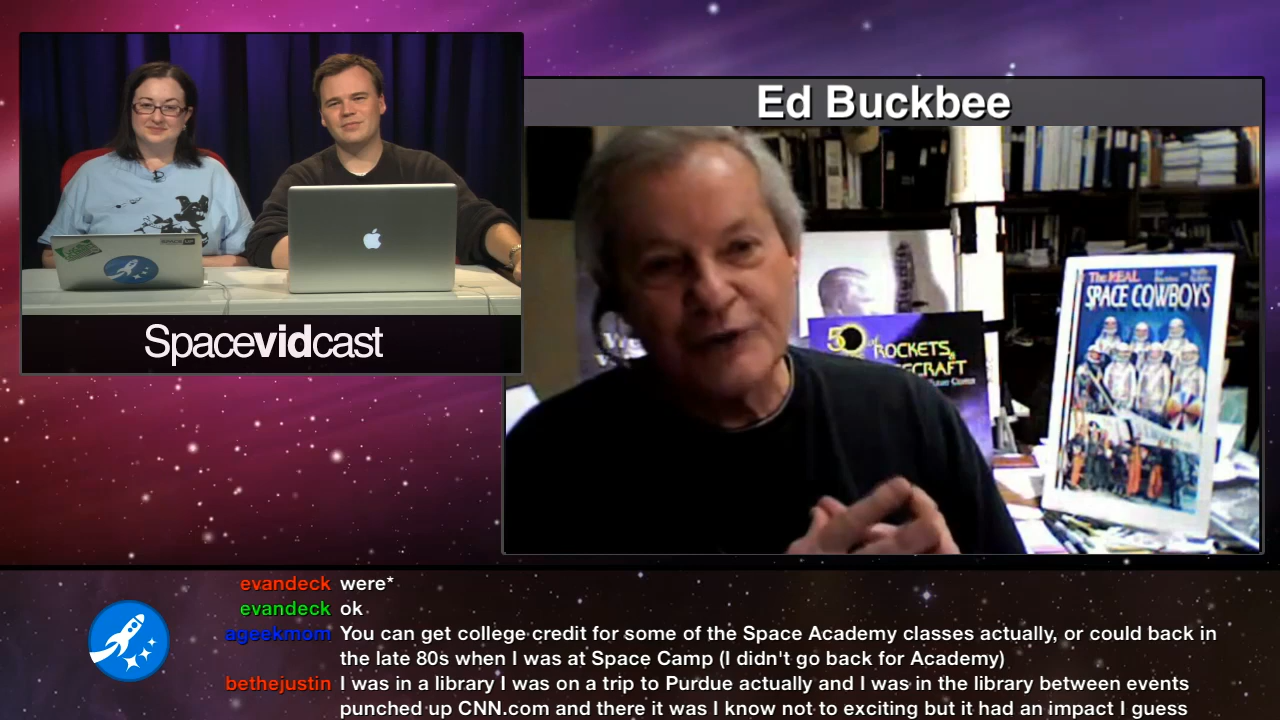 Ed Buckbee
Spacevidcast
The REAL
SPACE COWBOYS
50
ROCKETS,
evandeck were*
evandeck ok
ageekmom You can get college credit for some of the Space Academy classes actually, or could back in
the late 80s when I was at Space Camp (I didn't go back for Academy)
bethejustin I was in a library I was on a trip to Purdue actually and I was in the library between events
punched up CNN.com and there it was I know not to exciting but it had an impact I guess